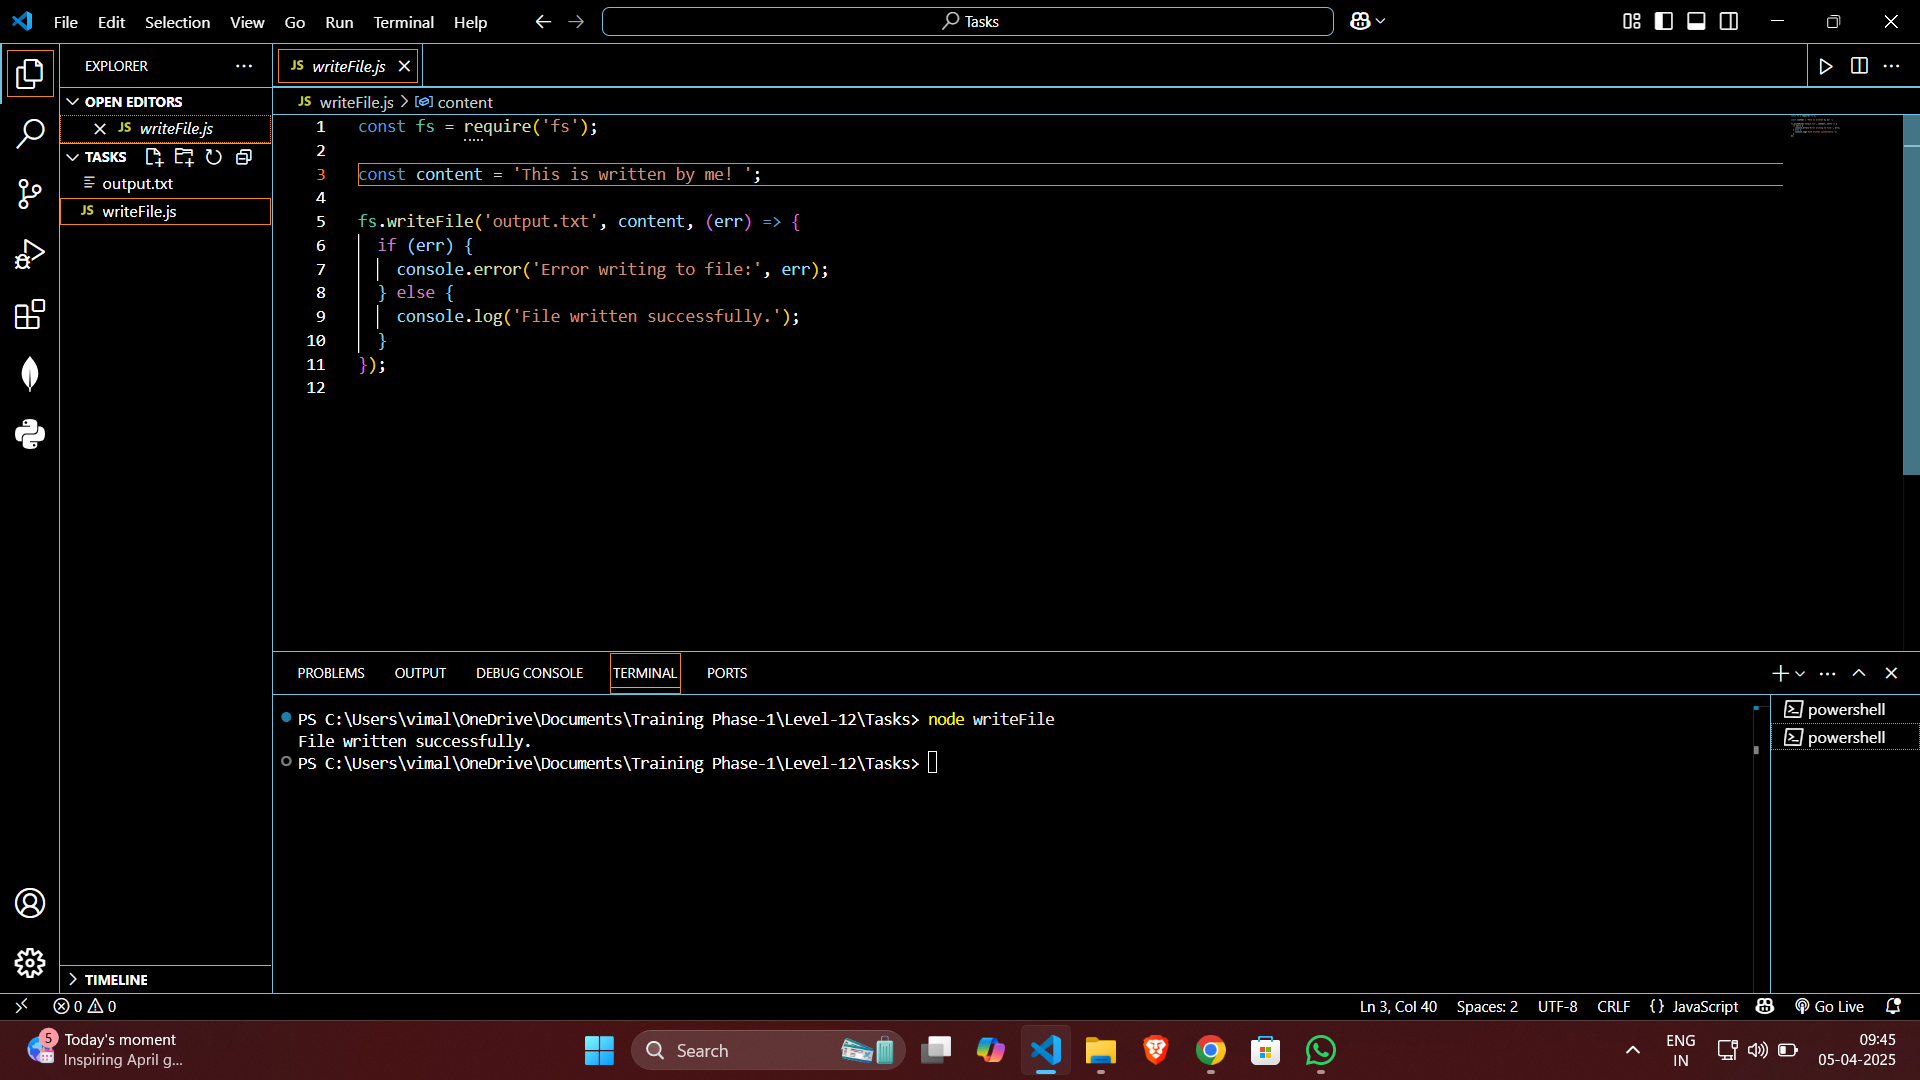 File Edit Selection View Go Run Terminal Help
Tasks
EXPLORER
OPEN EDITORS
JS writeFile.js
TASKS
output.txt
JS writeFile.js
TIMELINE
JS writeFile.js
JS writeFile.js > content
1 const fs = require('fs');
2
3 const content = 'This is written by me! ';
4
5 fs.writeFile('output.txt', content, (err) => {
6 if (err) {
7 console.error('Error writing to file:', err);
8 } else {
9 console.log('File written successfully.');
10 }
11 });
12
PROBLEMS OUTPUT DEBUG CONSOLE TERMINAL PORTS
PS C:\Users\vimal\OneDrive\Documents\Training Phase-1\Level-12\Tasks> node writeFile
File written successfully.
PS C:\Users\vimal\OneDrive\Documents\Training Phase-1\Level-12\Tasks>
powershell
powershell
0 0 Ln 3, Col 40 Spaces: 2 UTF-8 CRLF {} JavaScript Go Live
5
Today's moment
Inspiring April g...
Search
ENG
IN
09:45
05-04-2025